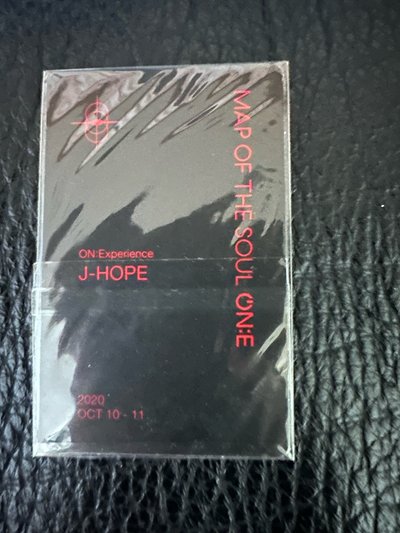 MAP OF THE SOUL ON:E
ON:Experience
J-HOPE
2020
OCT 10 - 11